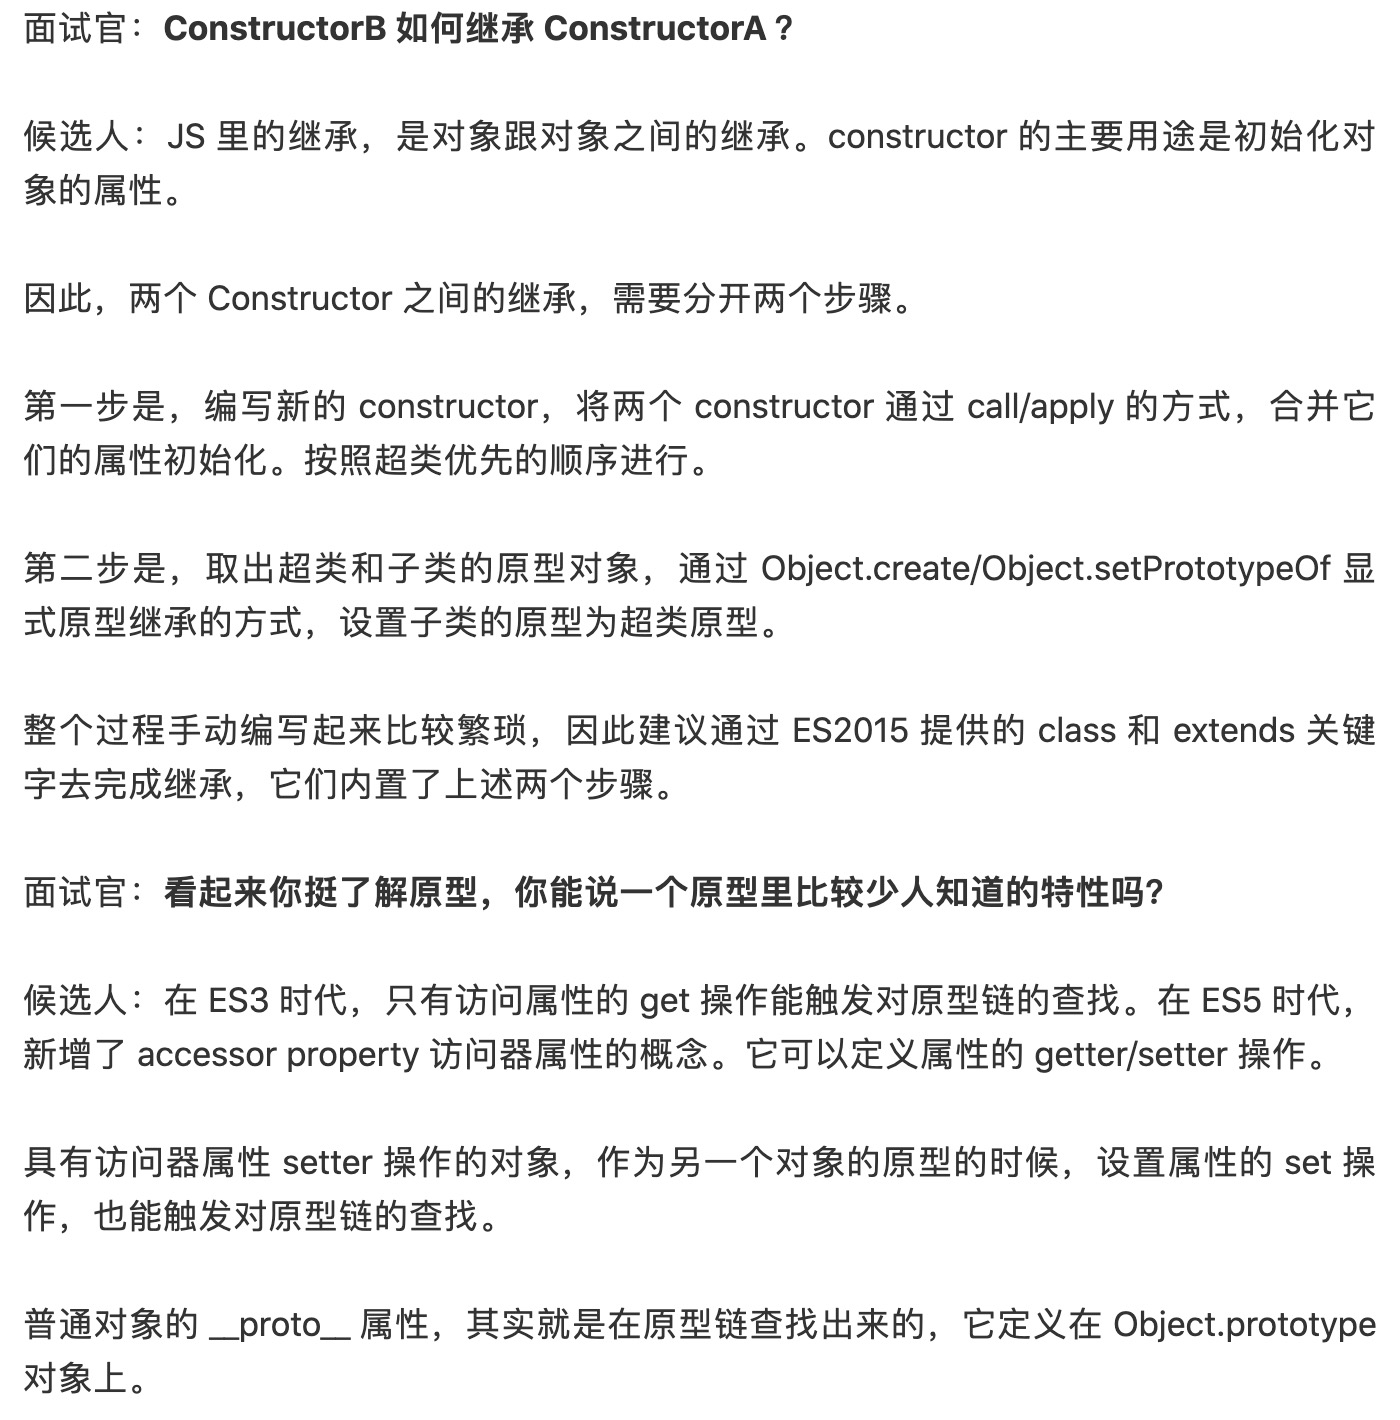 面试官：ConstructorB 如何继承 ConstructorA？
候选人：JS 里的继承，是对象跟对象之间的继承。constructor 的主要用途是初始化对
象的属性。
因此，两个 Constructor 之间的继承，需要分开两个步骤。
第一步是，编写新的 constructor，将两个 constructor 通过 call/apply 的方式，合并它
们的属性初始化。按照超类优先的顺序进行。
第二步是，取出超类和子类的原型对象，通过 Object.create/Object.setPrototypeOf 显
式原型继承的方式，设置子类的原型为超类原型。
整个过程手动编写起来比较繁琐，因此建议通过 ES2015 提供的 class 和 extends 关键
字去完成继承，它们内置了上述两个步骤。
面试官：看起来你挺了解原型，你能说一个原型里比较少人知道的特性吗?
候选人：在 ES3 时代，只有访问属性的 get 操作能触发对原型链的查找。在 ES5 时代，
新增了 accessor property 访问器属性的概念。它可以定义属性的 getter/setter 操作。
具有访问器属性 setter 操作的对象，作为另一个对象的原型的时候，设置属性的 set 操
作，也能触发对原型链的查找。
普通对象的 __proto__ 属性，其实就是在原型链查找出来的，它定义在 Object.prototype
对象上。